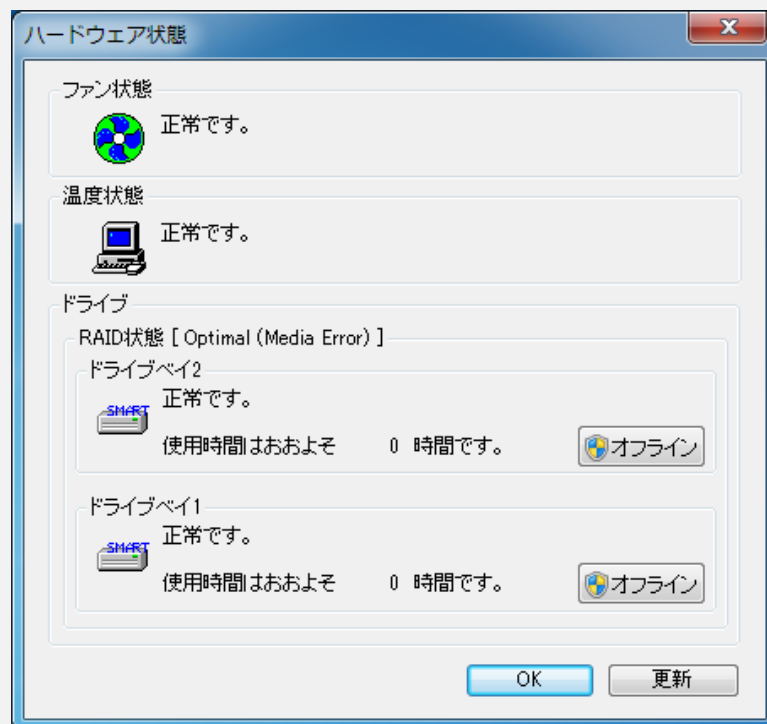 ハードウェア状態
ファン状態
正常です。
温度状態
正常です。
ドライブ
RAID状態 [ Optimal (Media Error) ]
ドライブベイ2
SMART
正常です。
使用時間はおおよそ 0 時間です。
オフライン
ドライブベイ1
SMART
正常です。
使用時間はおおよそ 0 時間です。
オフライン
OK
更新